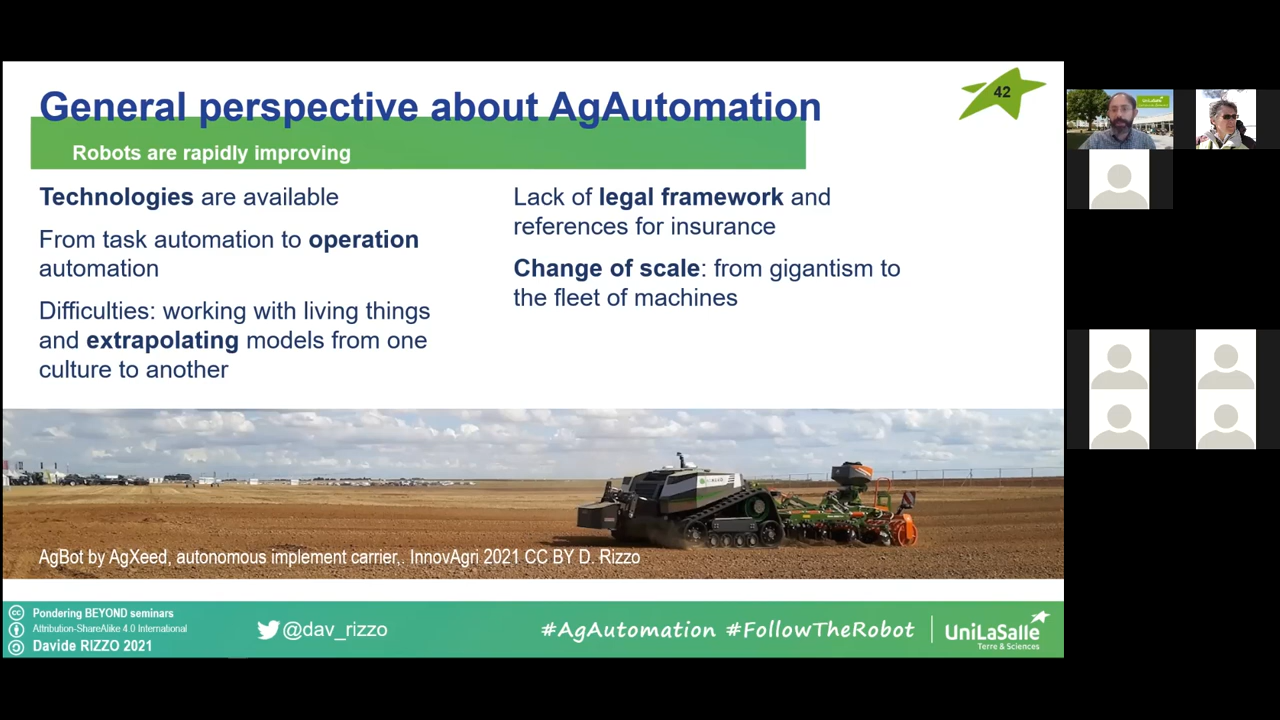 General perspective about AgAutomation
42
Robots are rapidly improving
Technologies are available
From task automation to operation
automation
Difficulties: working with living things
and extrapolating models from one
culture to another
Lack of legal framework and
references for insurance
Change of scale: from gigantism to
the fleet of machines
AgBot by AgXeed, autonomous implement carrier,. InnovAgri 2021 CC BY D. Rizzo
Pondering BEYOND seminars
Attribution-ShareAlike 4.0 International
Davide RIZZO 2021
@dav_rizzo
#AgAutomation #FollowTheRobot
UniLaSalle
Terre & Sciences
UniLaSalle